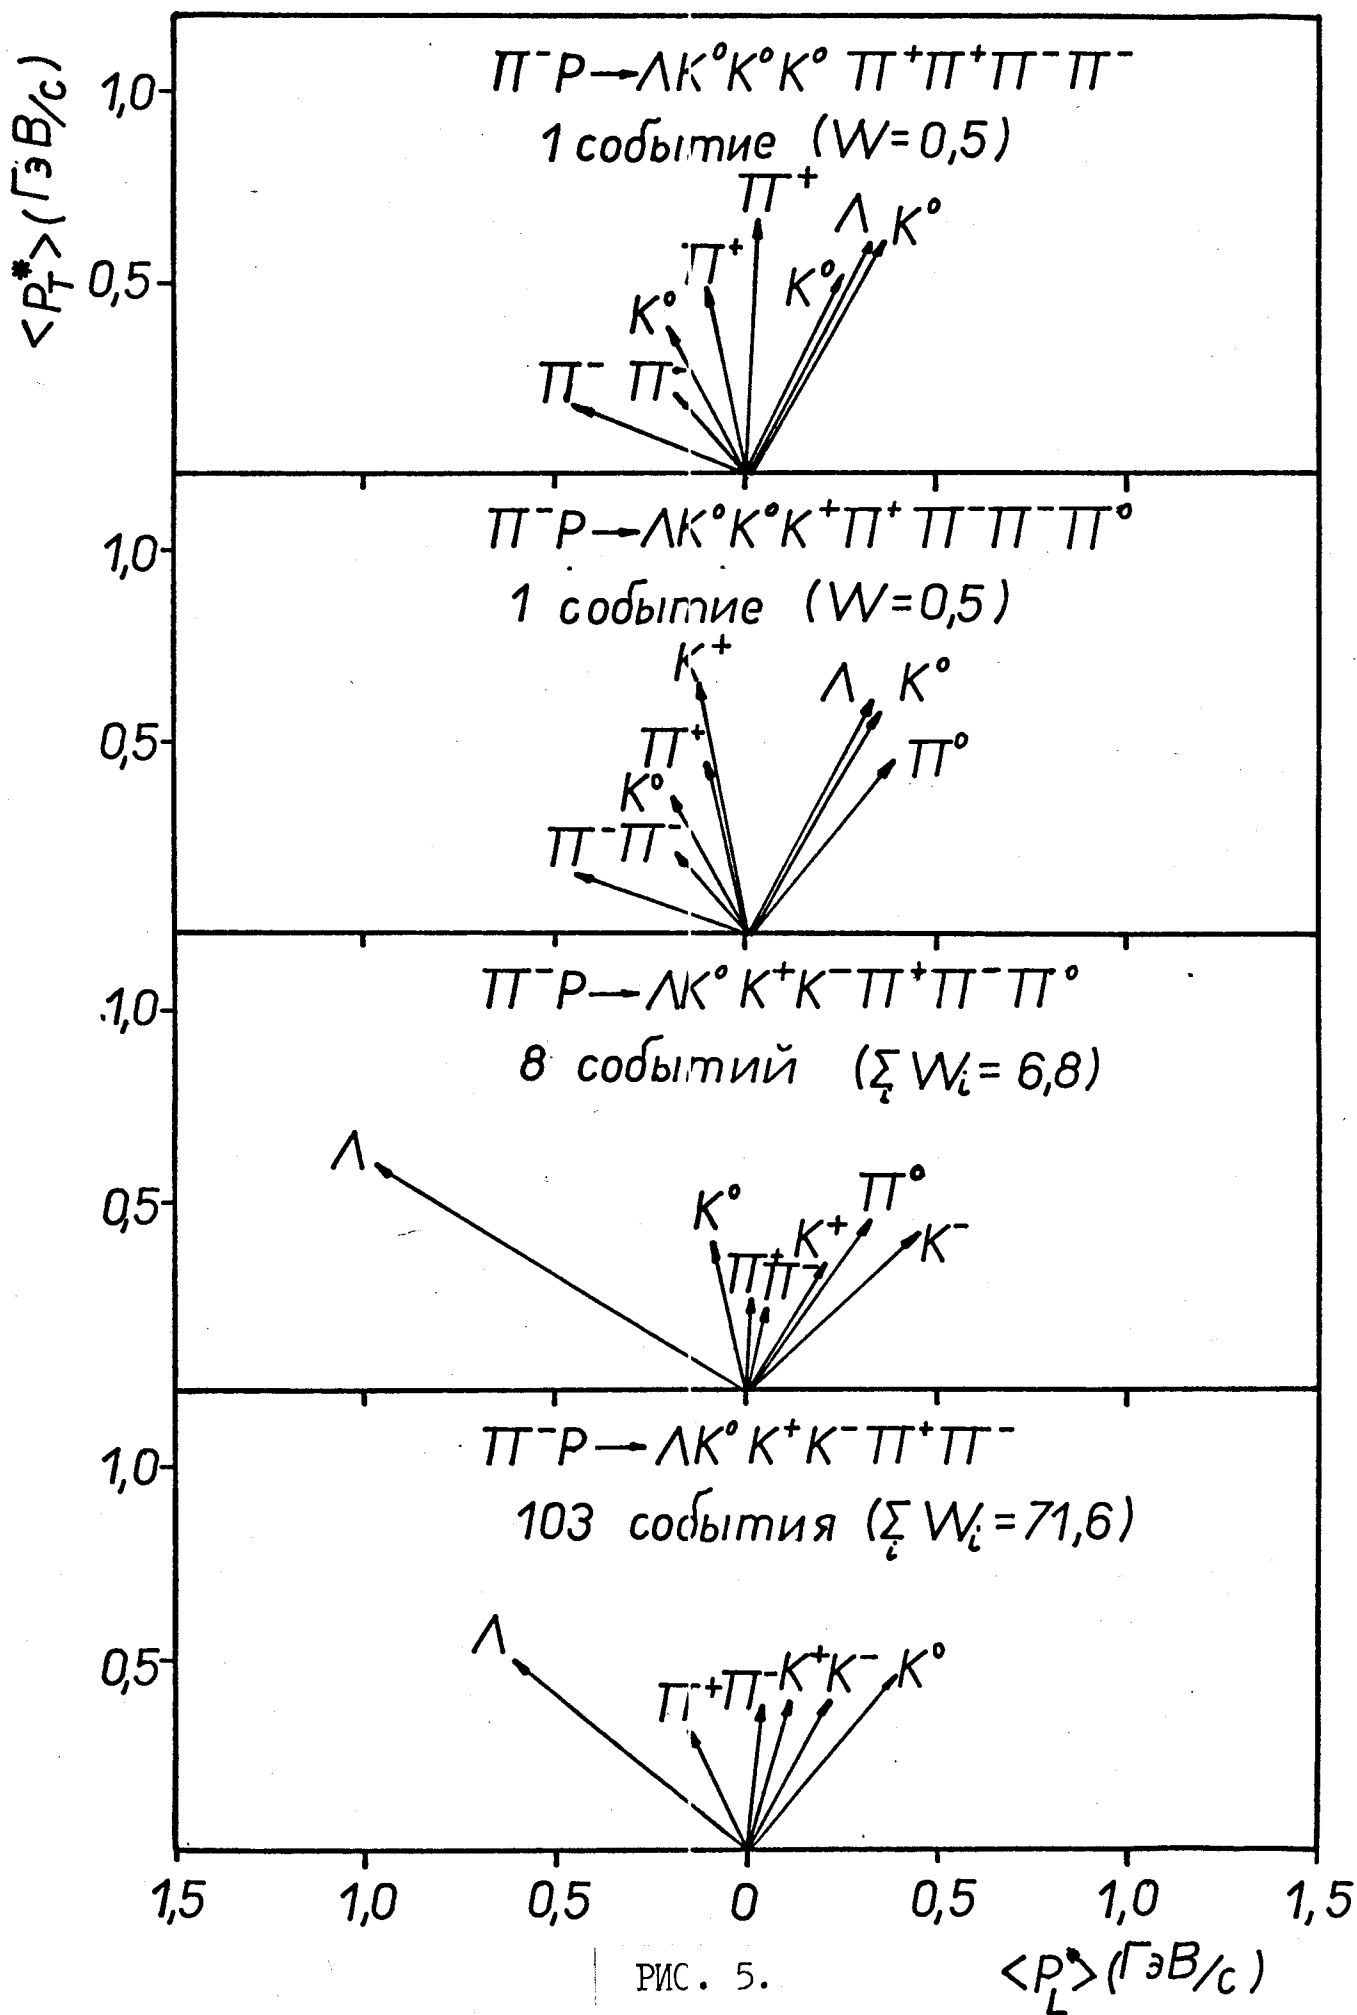 <P*T> (ГэВ/c)
π⁻P→ΛK⁰K⁰K⁰ π⁺π⁺π⁻π⁻
1 событие (W=0,5)
1,0
0,5
π⁺
Λ K⁰
π⁺
K⁰
K⁰
π⁻ π⁻
π⁻P→ΛK⁰K⁰K⁺π⁺π⁻π⁻π⁰
1 событие (W=0,5)
1,0
0,5
K⁺
Λ K⁰
π⁺
π⁰
K⁰
π⁻ π⁻
π⁻P→ΛK⁰K⁺K⁻π⁺π⁻π⁰
8 событий (Σi Wi = 6,8)
1,0
0,5
Λ
π⁰
K⁰
K⁺
K⁻
π⁺ π⁻
π⁻P→ΛK⁰K⁺K⁻π⁺π⁻
103 события (Σi Wi = 71,6)
1,0
0,5
Λ
π⁺ π⁻ K⁺ K⁻ K⁰
1,5 1,0 0,5 0 0,5 1,0 1,5
<P*L> (ГэВ/c)
РИС. 5.